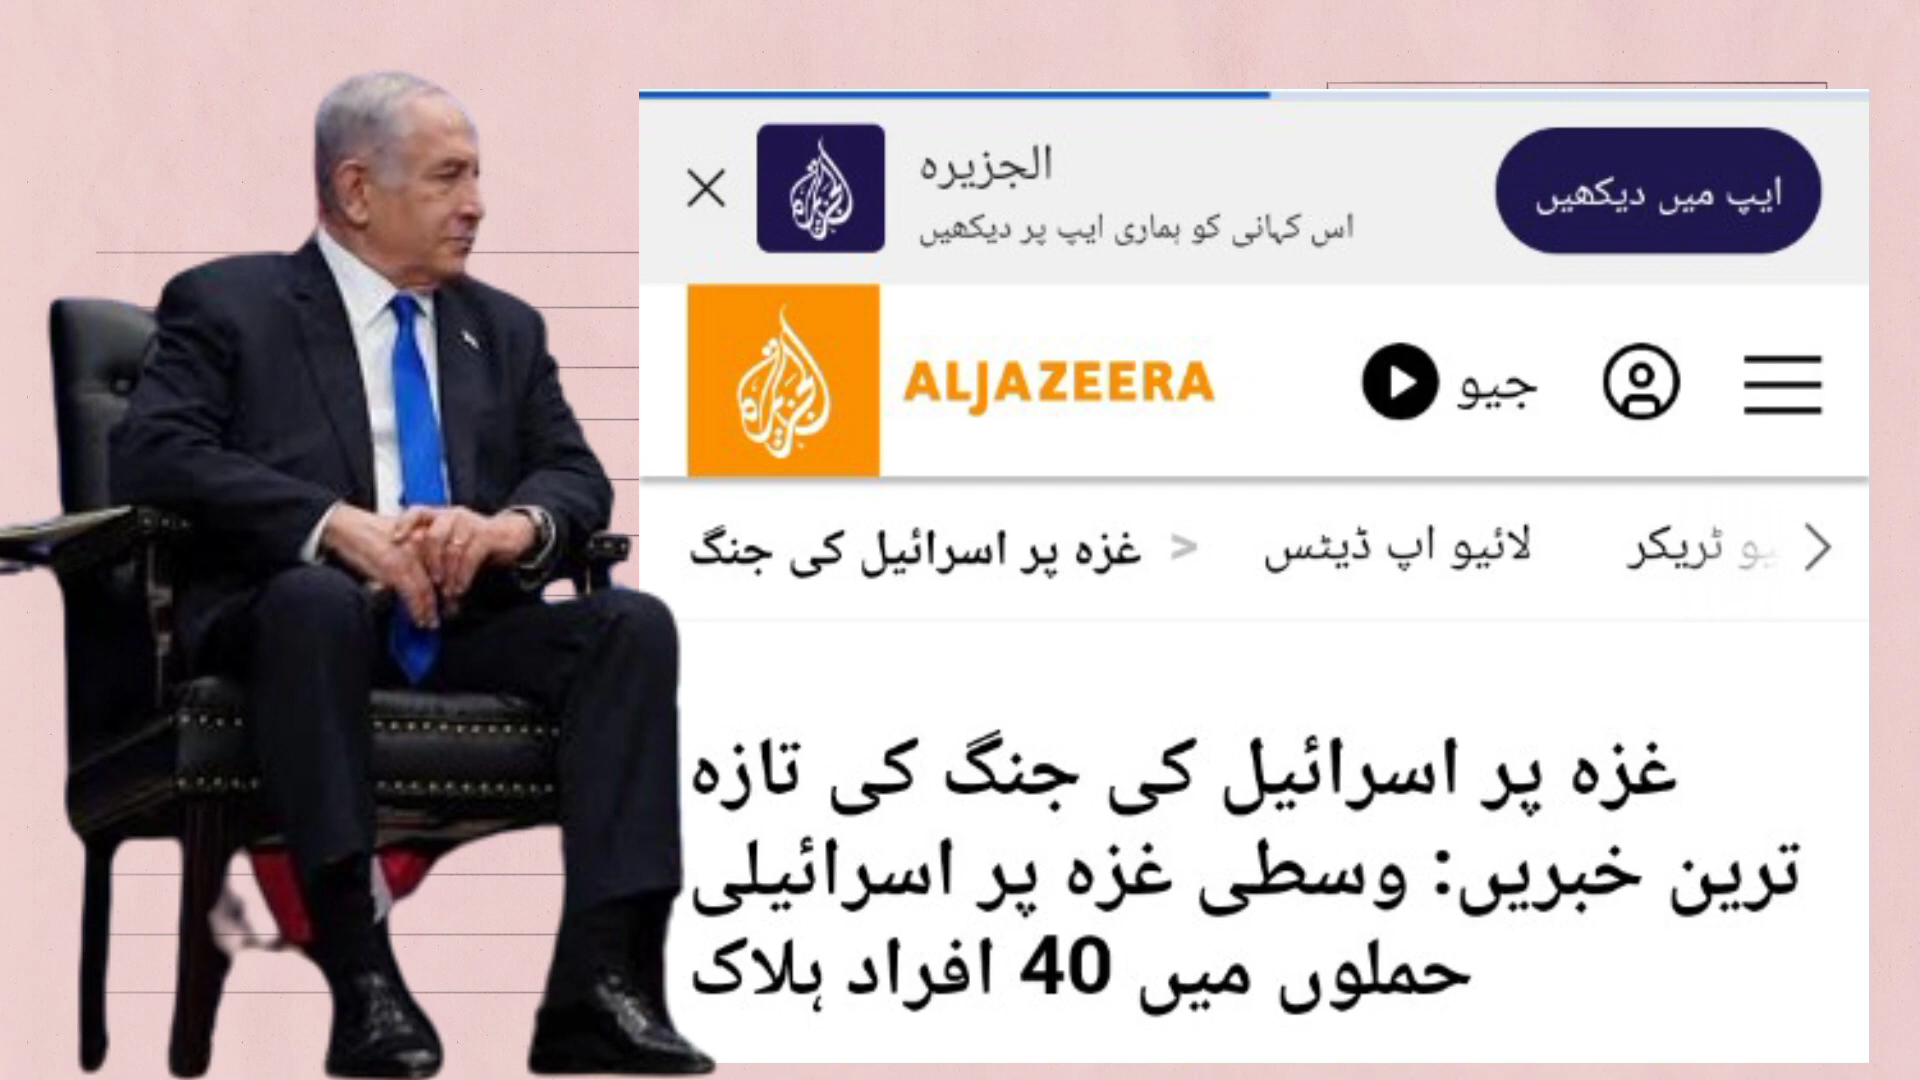 الجزیرہ
اس کہانی کو ہماری ایپ پر دیکھیں
ایپ میں دیکھیں
ALJAZEERA
جیو
غزہ پر اسرائیل کی جنگ > لائیو اپ ڈیٹس ٹریکر
غزہ پر اسرائیل کی جنگ کی تازہ
ترین خبریں: وسطی غزہ پر اسرائیلی
حملوں میں 40 افراد ہلاک